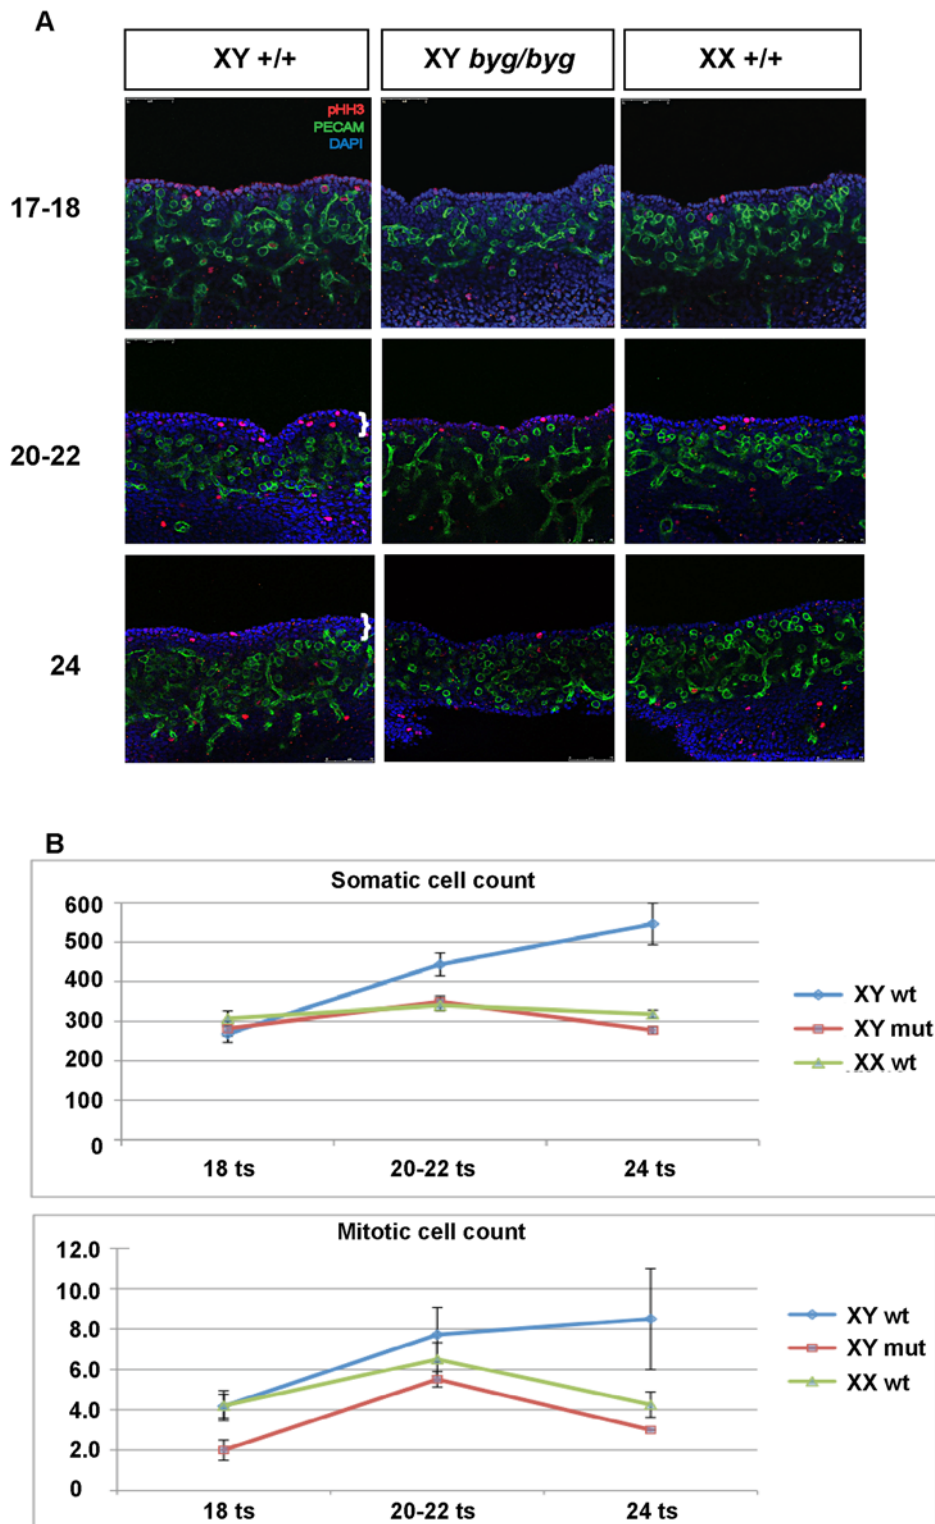 A
XY +/+ XY byg/byg XX +/+
pHH3
PECAM
DAPI
17-18
20-22
}
24
}
B
Somatic cell count
600
500
400
300
200
100
0
18 ts 20-22 ts 24 ts
XY wt
XY mut
XX wt
Mitotic cell count
12.0
10.0
8.0
6.0
4.0
2.0
0
18 ts 20-22 ts 24 ts
XY wt
XY mut
XX wt